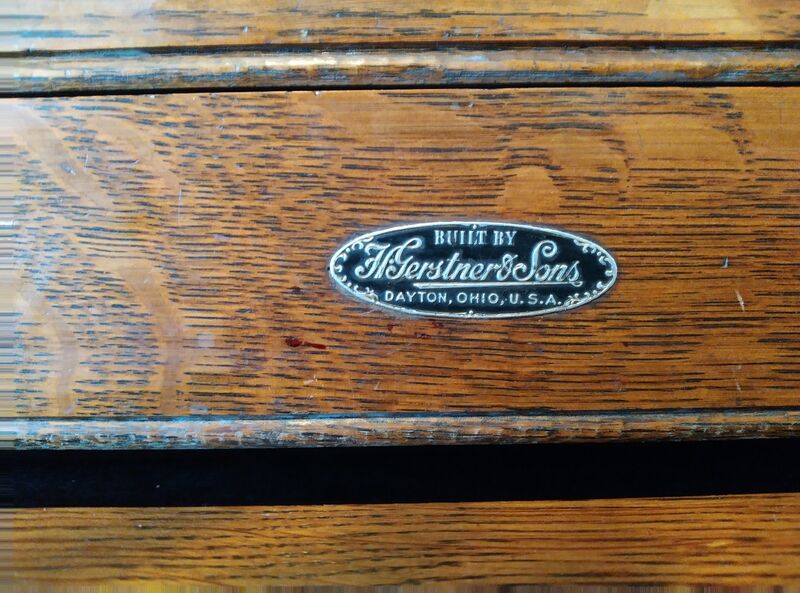 BUILT BY
H. Gerstner & Sons
DAYTON, OHIO, U.S.A.